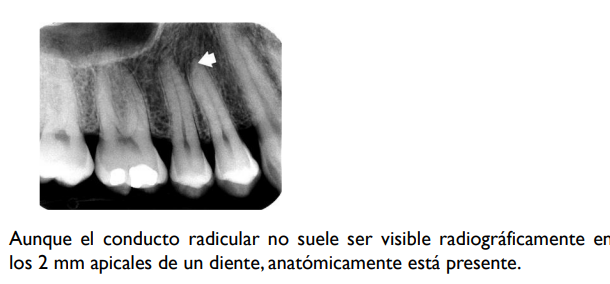 Aunque el conducto radicular no suele ser visible radiográficamente en
los 2 mm apicales de un diente, anatómicamente está presente.